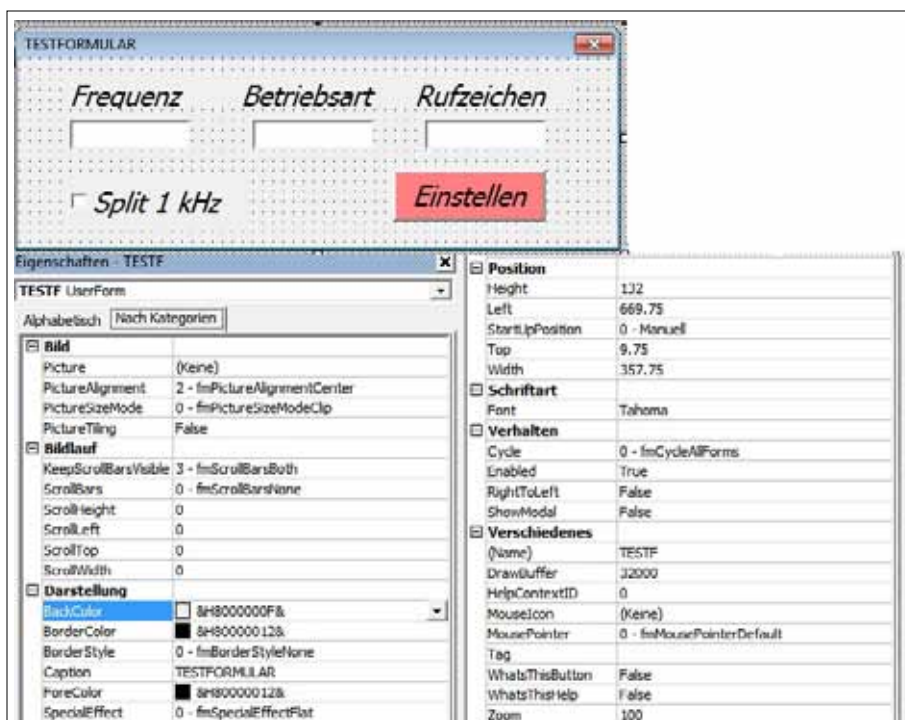 TESTFORMULAR
Frequenz Betriebsart Rufzeichen
Split 1 kHz Einstellen
Eigenschaften - TESTF
TESTF UserForm
Alphabetisch Nach Kategorien
Bild
Picture (Keine)
PictureAlignment 2 - fmPictureAlignmentCenter
PictureSizeMode 0 - fmPictureSizeModeClip
PictureTiling False
Bildlauf
KeepScrollBarsVisible 3 - fmScrollBarsBoth
ScrollBars 0 - fmScrollBarsNone
ScrollHeight 0
ScrollLeft 0
ScrollTop 0
ScrollWidth 0
Darstellung
BackColor &H8000000F&
BorderColor &H80000012&
BorderStyle 0 - fmBorderStyleNone
Caption TESTFORMULAR
ForeColor &H80000012&
SpecialEffect 0 - fmSpecialEffectFlat
Position
Height 132
Left 669.75
StartUpPosition 0 - Manuell
Top 9.75
Width 357.75
Schriftart
Font Tahoma
Verhalten
Cycle 0 - fmCycleAllForms
Enabled True
RightToLeft False
ShowModal False
Verschiedenes
(Name) TESTF
DrawBuffer 32000
HelpContextID 0
MouseIcon (Keine)
MousePointer 0 - fmMousePointerDefault
Tag
WhatsThisButton False
WhatsThisHelp False
Zoom 100